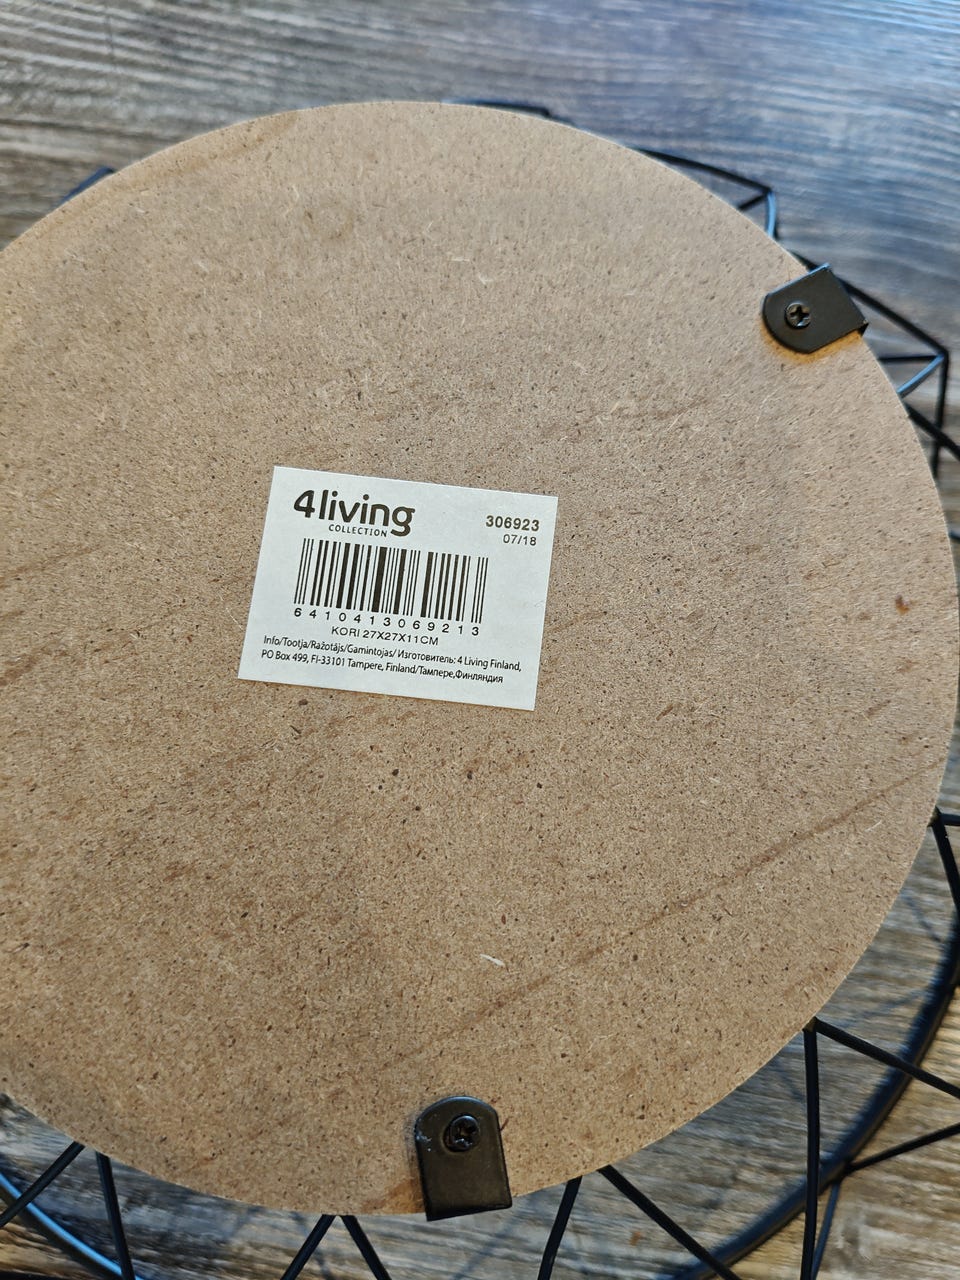 4living
COLLECTION
306923
07/18
6410413069213
KORI 27X27X11CM
Info/Tootja/Ražotājs/Gamintojas/ Изготовитель: 4 Living Finland,
PO Box 499, FI-33101 Tampere, Finland/Тампере,Финляндия